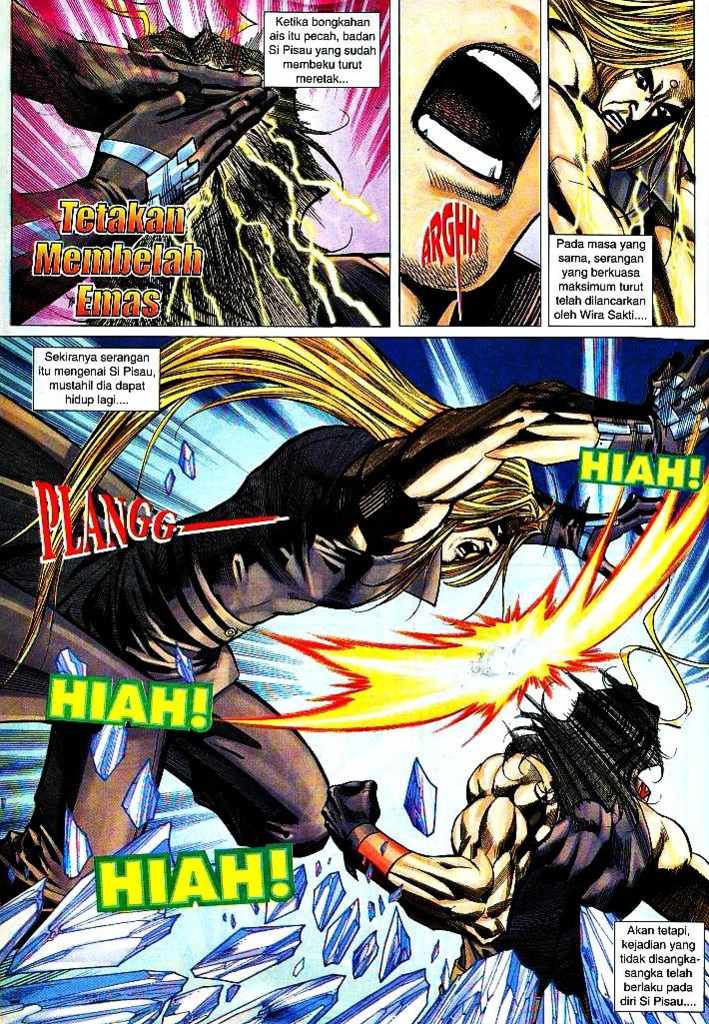 Ketika bongkahan
ais itu pecah, badan
Si Pisau yang sudah
membeku turut
meretak...
Tetakan
Membelah
Emas
ARGHH
Pada masa yang
sama, serangan
yang berkuasa
maksimum turut
telah dilancarkan
oleh Wira Sakti....
Sekiranya serangan
itu mengenai Si Pisau,
mustahil dia dapat
hidup lagi....
HIAH!
PLANGG
HIAH!
HIAH!
Akan tetapi,
kejadian yang
tidak disangka-
sangka telah
berlaku pada
diri Si Pisau....